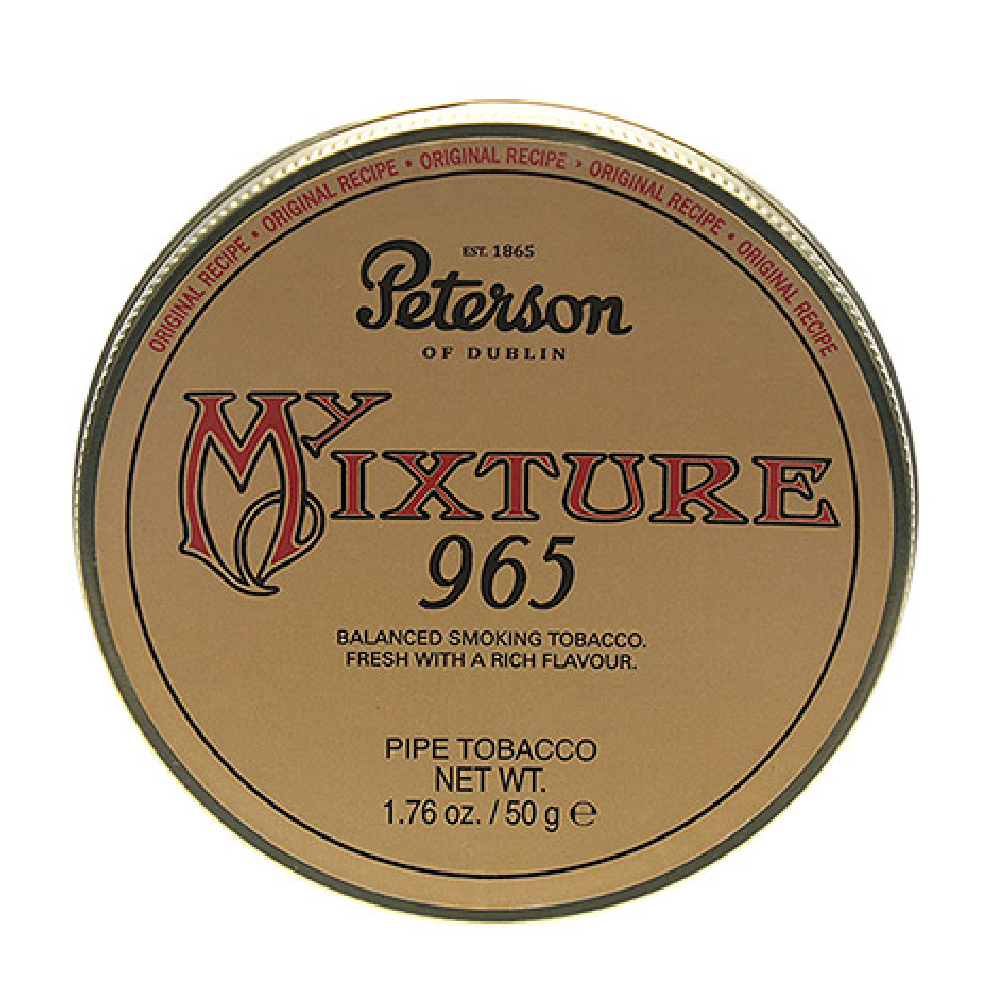 ORIGINAL RECIPE • ORIGINAL RECIPE • ORIGINAL RECIPE • ORIGINAL RECIPE • ORIGINAL RECIPE
EST. 1865
Peterson
OF DUBLIN
MY MIXTURE
965
BALANCED SMOKING TOBACCO.
FRESH WITH A RICH FLAVOUR.
PIPE TOBACCO
NET WT.
1.76 oz. / 50 g ℮